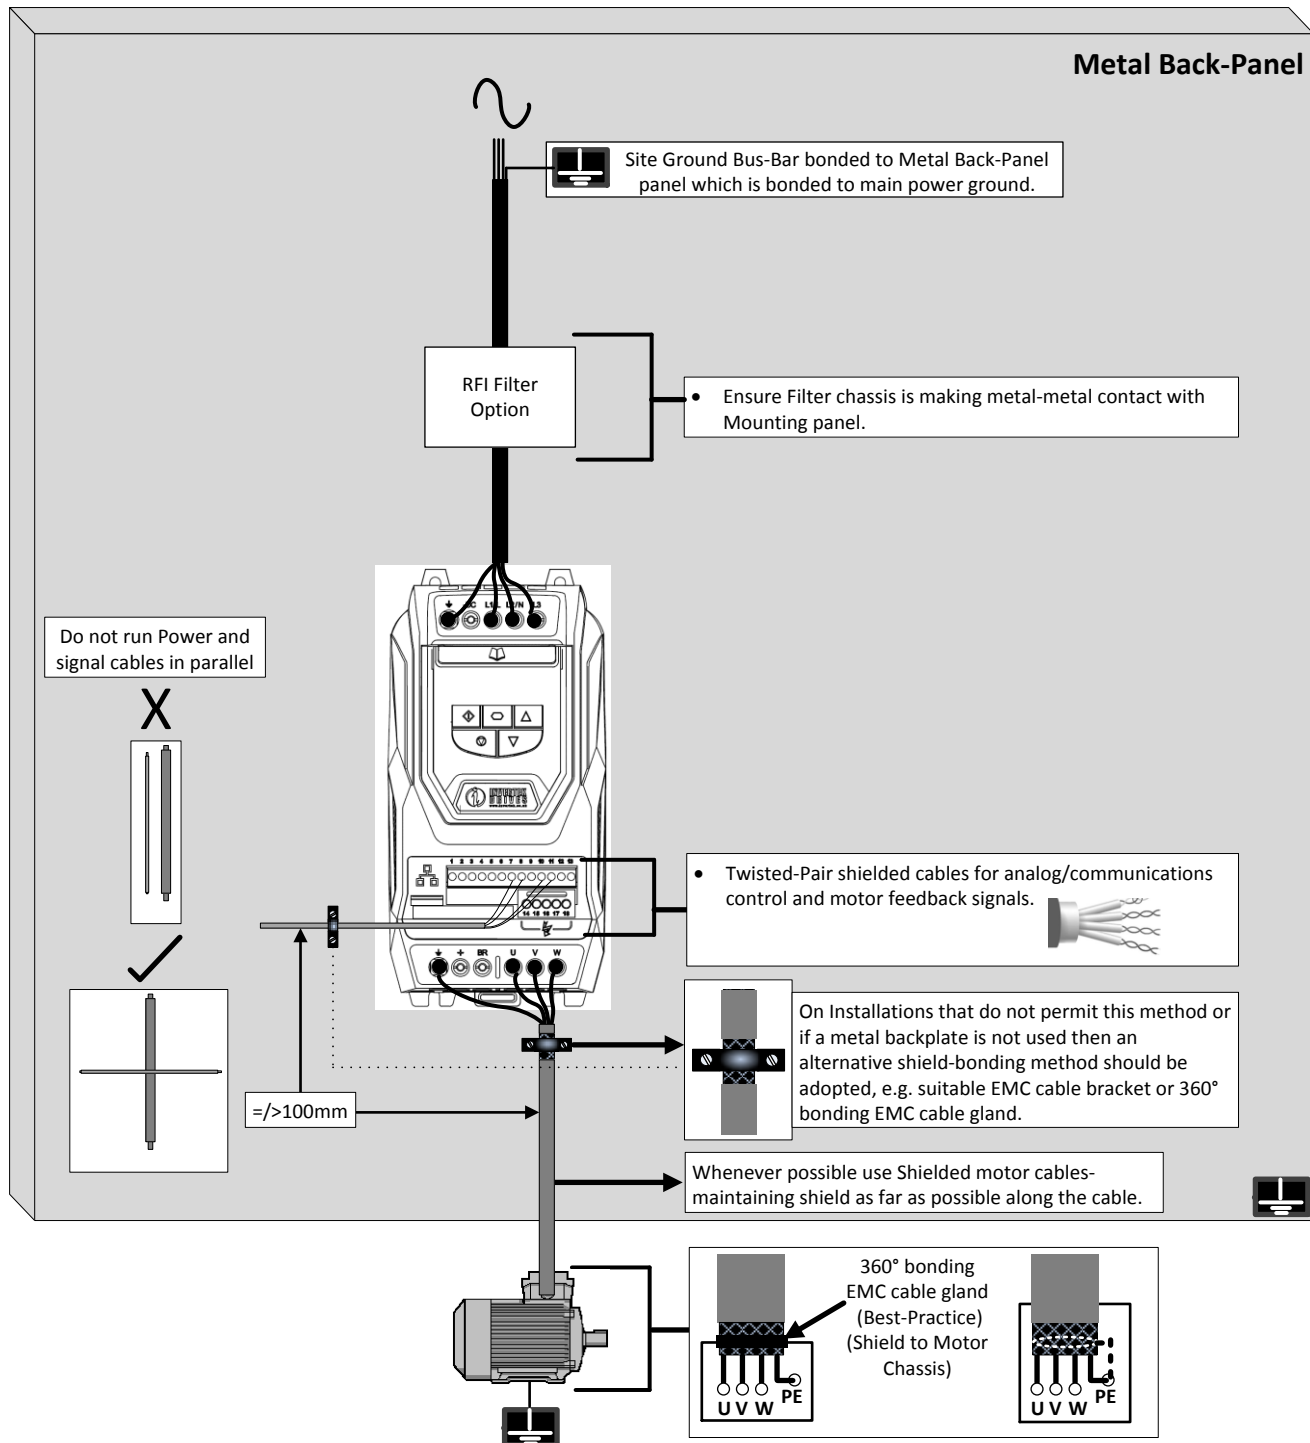 Metal Back-Panel
Site Ground Bus-Bar bonded to Metal Back-Panel
panel which is bonded to main power ground.
RFI Filter
Option
• Ensure Filter chassis is making metal-metal contact with
Mounting panel.
L1/L L2/N L3
Do not run Power and
signal cables in parallel
X
INVERTEK
DRIVES
1 2 3 4 5 6 7 8 9 10 11 12 13
14 15 16 17 18
• Twisted-Pair shielded cables for analog/communications
control and motor feedback signals.
+ BR U V W
On Installations that do not permit this method or
if a metal backplate is not used then an
alternative shield-bonding method should be
adopted, e.g. suitable EMC cable bracket or 360°
bonding EMC cable gland.
=/>100mm
Whenever possible use Shielded motor cables-
maintaining shield as far as possible along the cable.
360° bonding
EMC cable gland
(Best-Practice)
(Shield to Motor
Chassis)
U V W PE
U V W PE